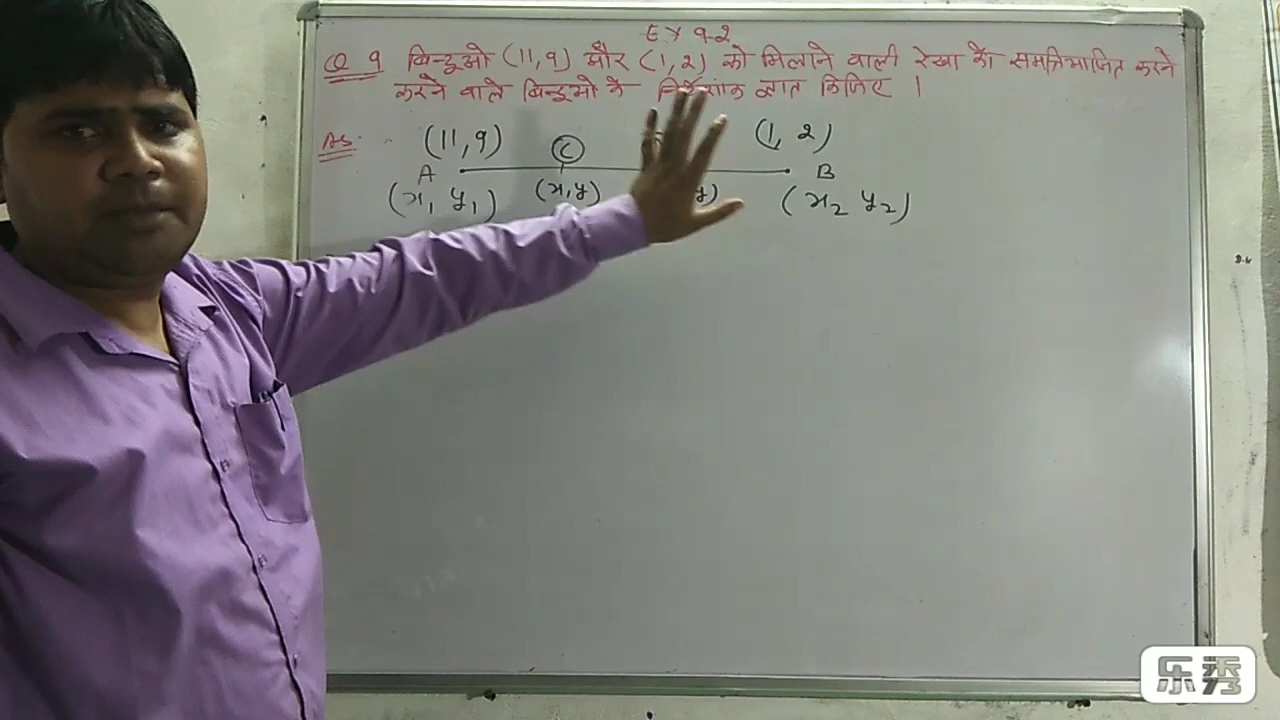 Ex 9.2
Q 9 बिन्दूओ (11,9) और (1,2) को मिलाने वाली रेखा को समत्रिभाजित करने
करने वाले बिन्दूओ के ज्ञात किजिए ।
AS. (11,9) C (1, 2)
A B
(x1 y1) (x,y) y) (x2 y2)
乐秀